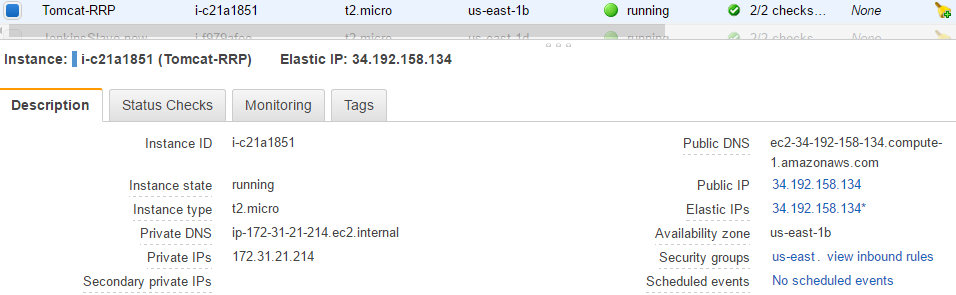 Tomcat-RRP i-c21a1851 t2.micro us-east-1b running 2/2 checks... None
JenkinsSlave new i-f979afee t2.micro us-east-1d running 2/2 checks None
Instance: i-c21a1851 (Tomcat-RRP) Elastic IP: 34.192.158.134
Description Status Checks Monitoring Tags
Instance ID i-c21a1851
Public DNS ec2-34-192-158-134.compute-
1.amazonaws.com
Instance state running
Public IP 34.192.158.134
Instance type t2.micro
Elastic IPs 34.192.158.134*
Private DNS ip-172-31-21-214.ec2.internal
Availability zone us-east-1b
Private IPs 172.31.21.214
Security groups us-east . view inbound rules
Secondary private IPs
Scheduled events No scheduled events